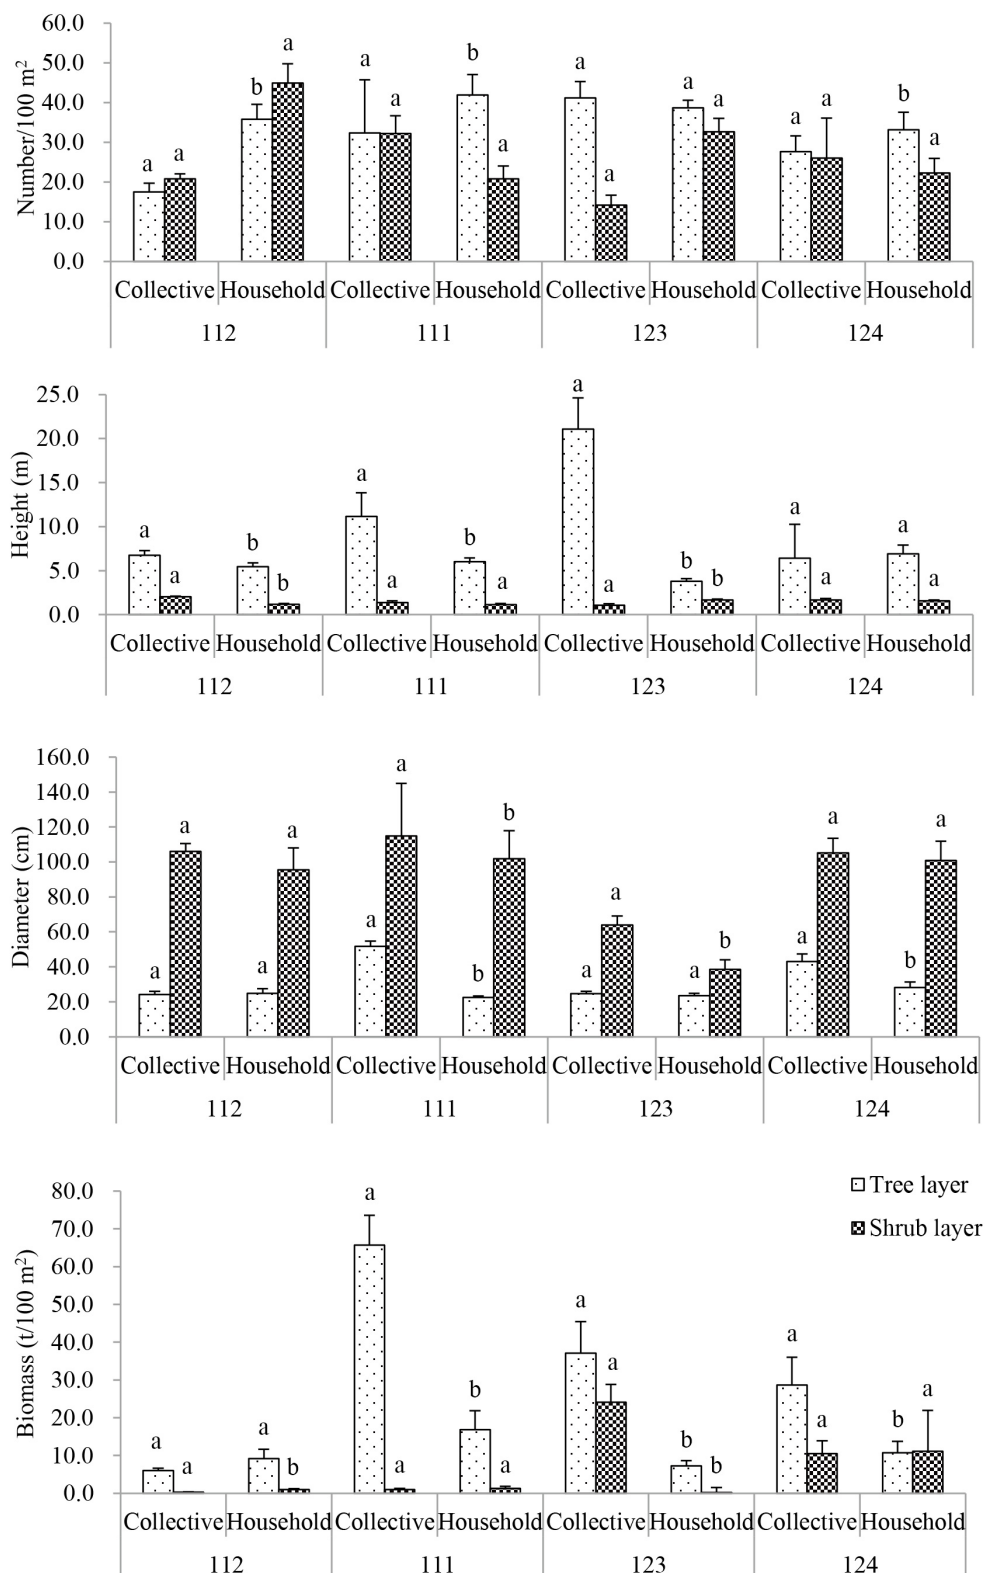 60.0
50.0
40.0
30.0
20.0
10.0
0.0
Number/100 m²
a a b a a a b a a a a a a a b a
Collective Household Collective Household Collective Household Collective Household
112 111 123 124
25.0
20.0
15.0
10.0
5.0
0.0
Height (m)
a a b b a a b a a a b b a a a a
Collective Household Collective Household Collective Household Collective Household
112 111 123 124
160.0
140.0
120.0
100.0
80.0
60.0
40.0
20.0
0.0
Diameter (cm)
a a a a a a b b a a a b a a b a
Collective Household Collective Household Collective Household Collective Household
112 111 123 124
Tree layer
Shrub layer
80.0
70.0
60.0
50.0
40.0
30.0
20.0
10.0
0.0
Biomass (t/100 m²)
a a a b a a b a a a b b a a b a
Collective Household Collective Household Collective Household Collective Household
112 111 123 124